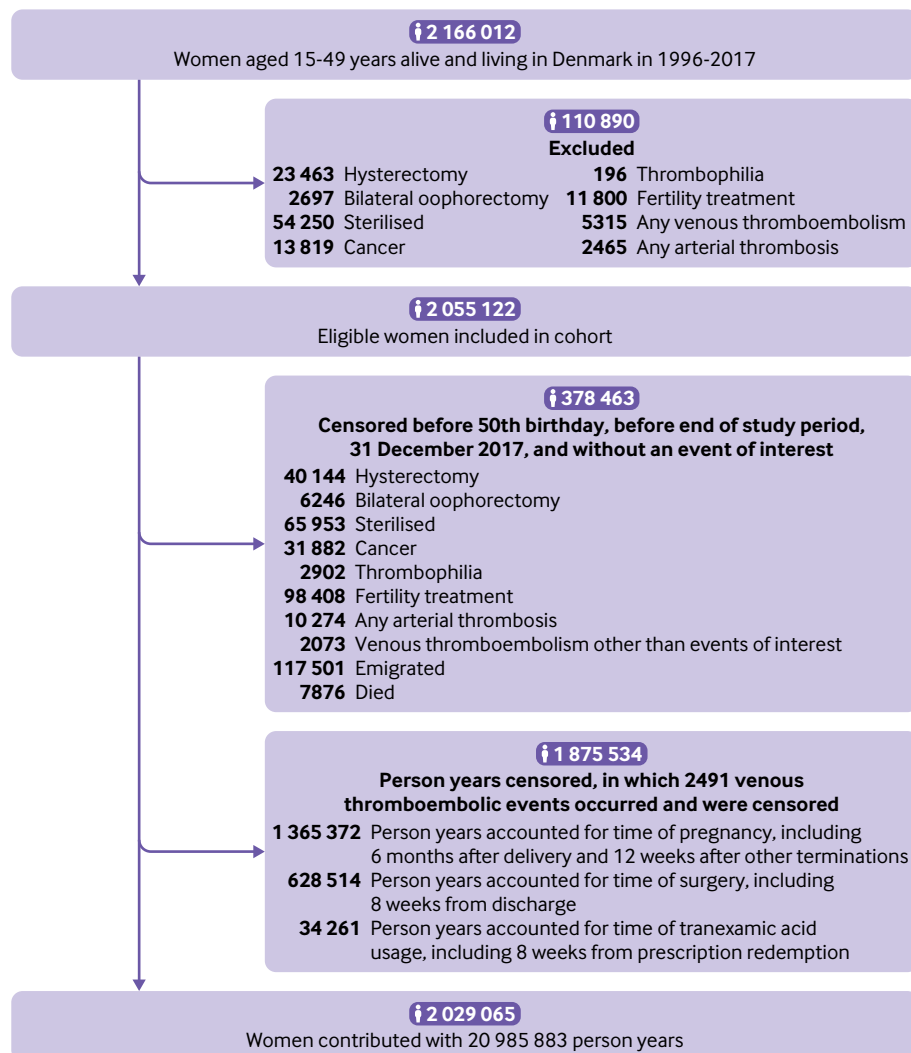 2 166 012
Women aged 15-49 years alive and living in Denmark in 1996-2017
110 890
Excluded
23 463 Hysterectomy
2697 Bilateral oophorectomy
54 250 Sterilised
13 819 Cancer
196 Thrombophilia
11 800 Fertility treatment
5315 Any venous thromboembolism
2465 Any arterial thrombosis
2 055 122
Eligible women included in cohort
378 463
Censored before 50th birthday, before end of study period,
31 December 2017, and without an event of interest
40 144 Hysterectomy
6246 Bilateral oophorectomy
65 953 Sterilised
31 882 Cancer
2902 Thrombophilia
98 408 Fertility treatment
10 274 Any arterial thrombosis
2073 Venous thromboembolism other than events of interest
117 501 Emigrated
7876 Died
1 875 534
Person years censored, in which 2491 venous
thromboembolic events occurred and were censored
1 365 372 Person years accounted for time of pregnancy, including
6 months after delivery and 12 weeks after other terminations
628 514 Person years accounted for time of surgery, including
8 weeks from discharge
34 261 Person years accounted for time of tranexamic acid
usage, including 8 weeks from prescription redemption
2 029 065
Women contributed with 20 985 883 person years